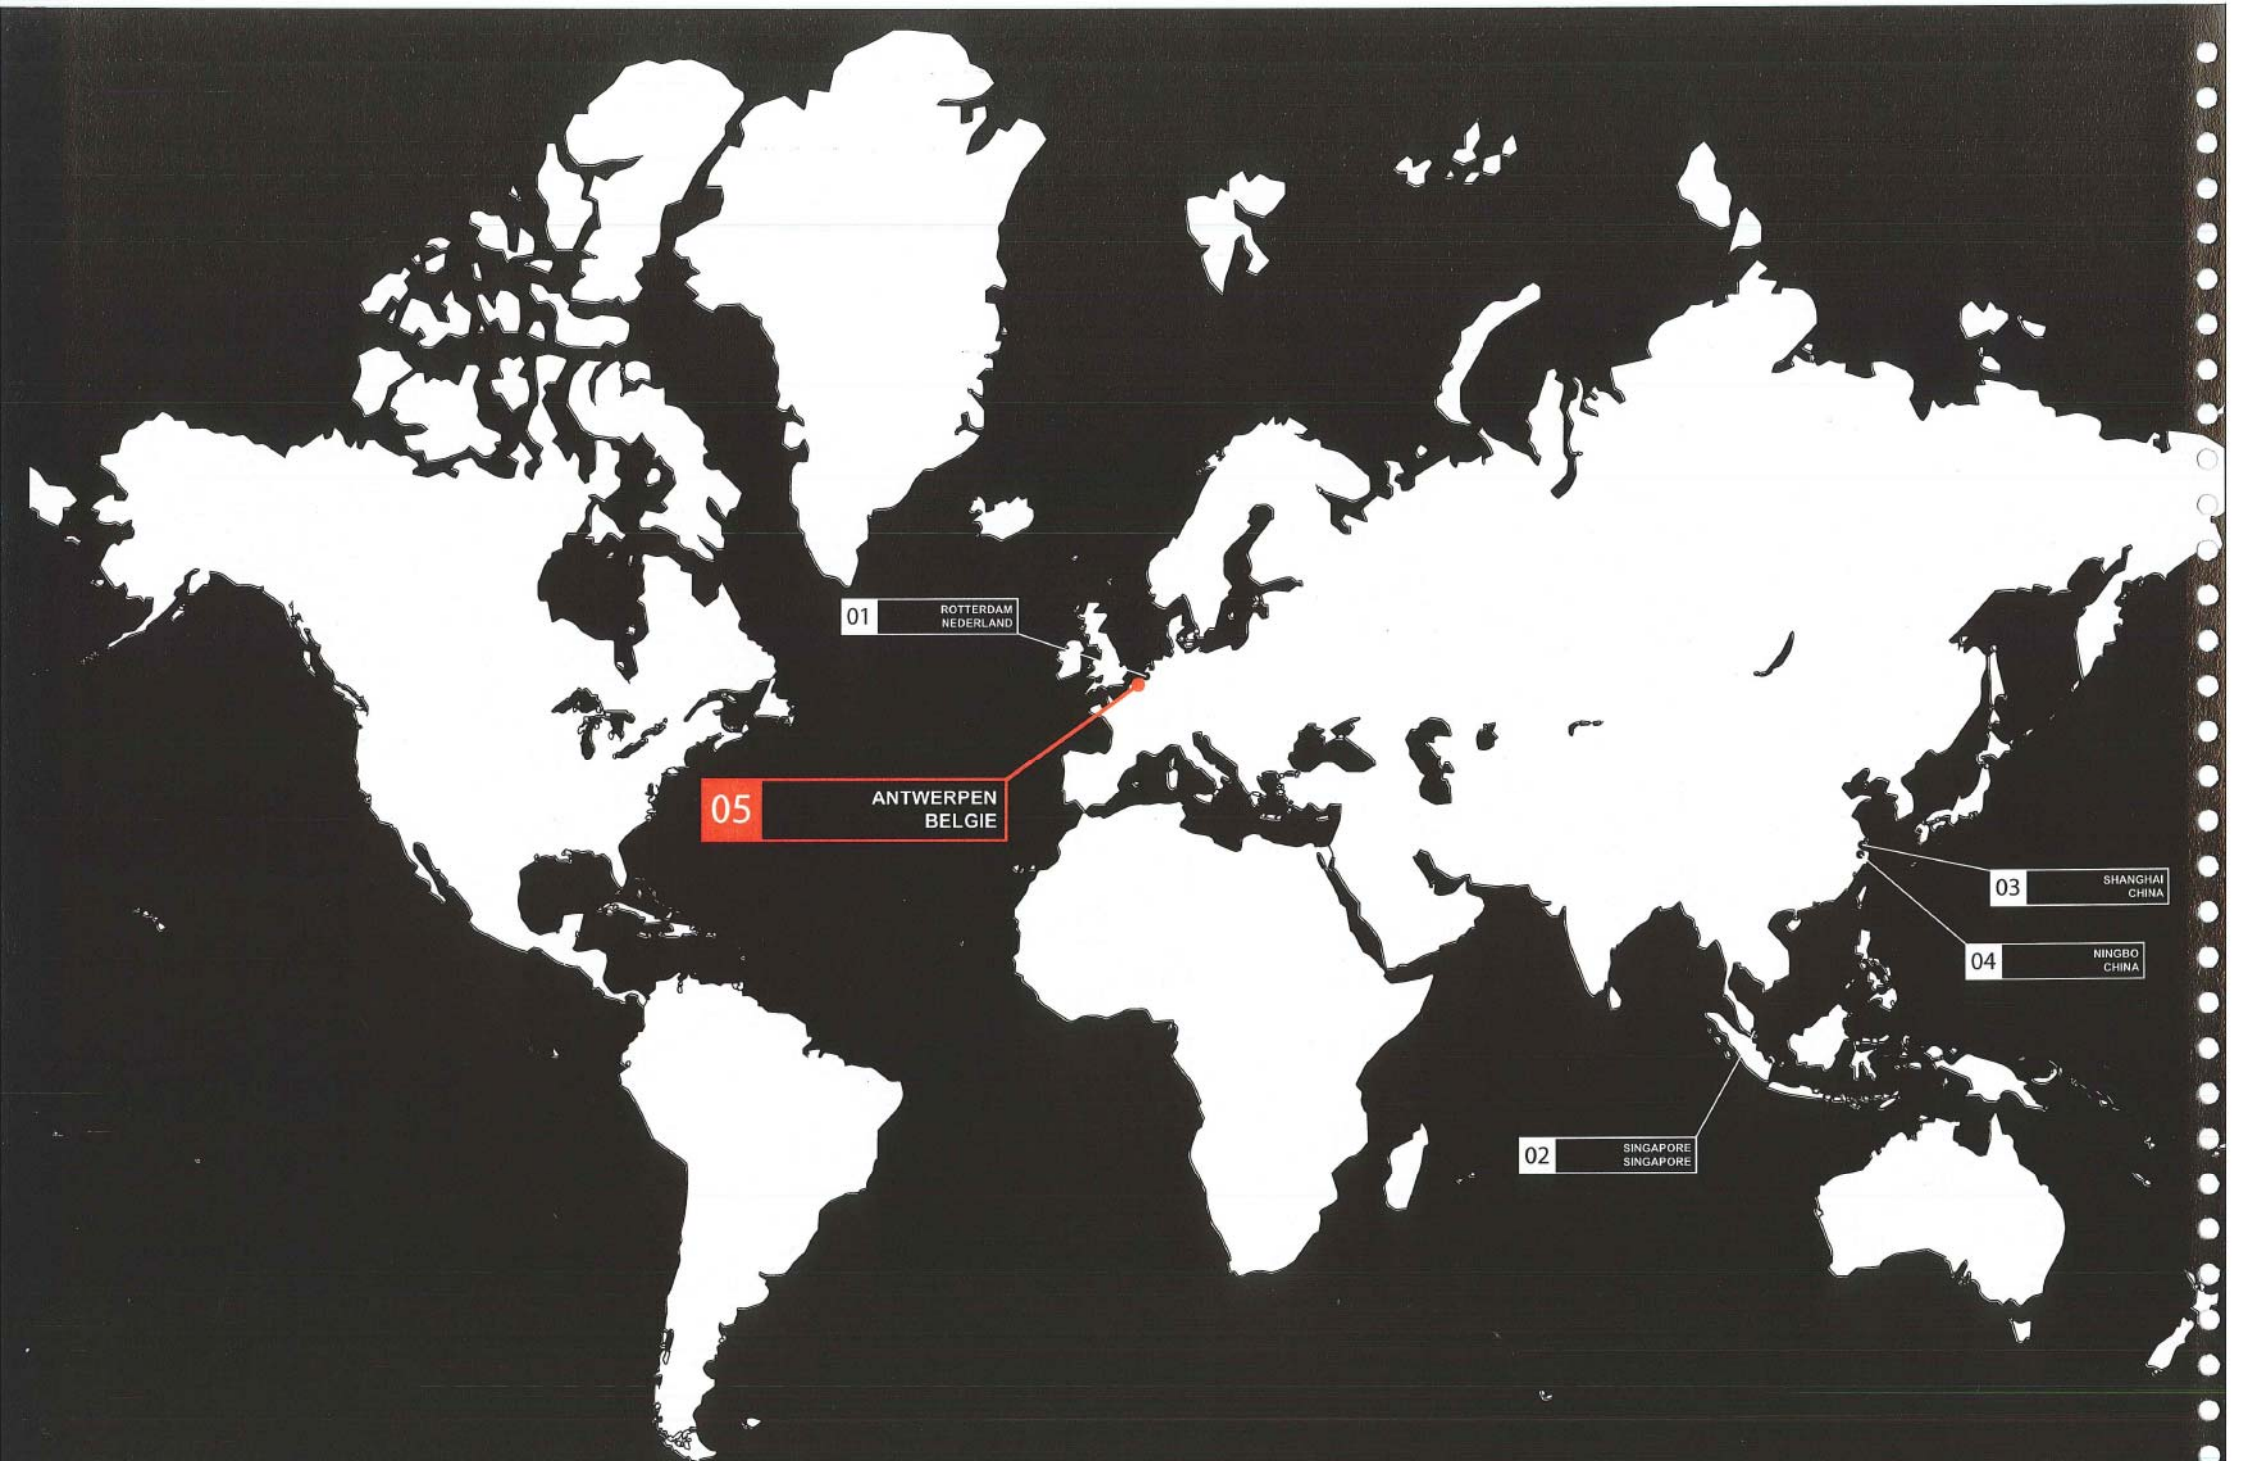 01
ROTTERDAM
NEDERLAND
05
ANTWERPEN
BELGIE
03
SHANGHAI
CHINA
04
NINGBO
CHINA
02
SINGAPORE
SINGAPORE